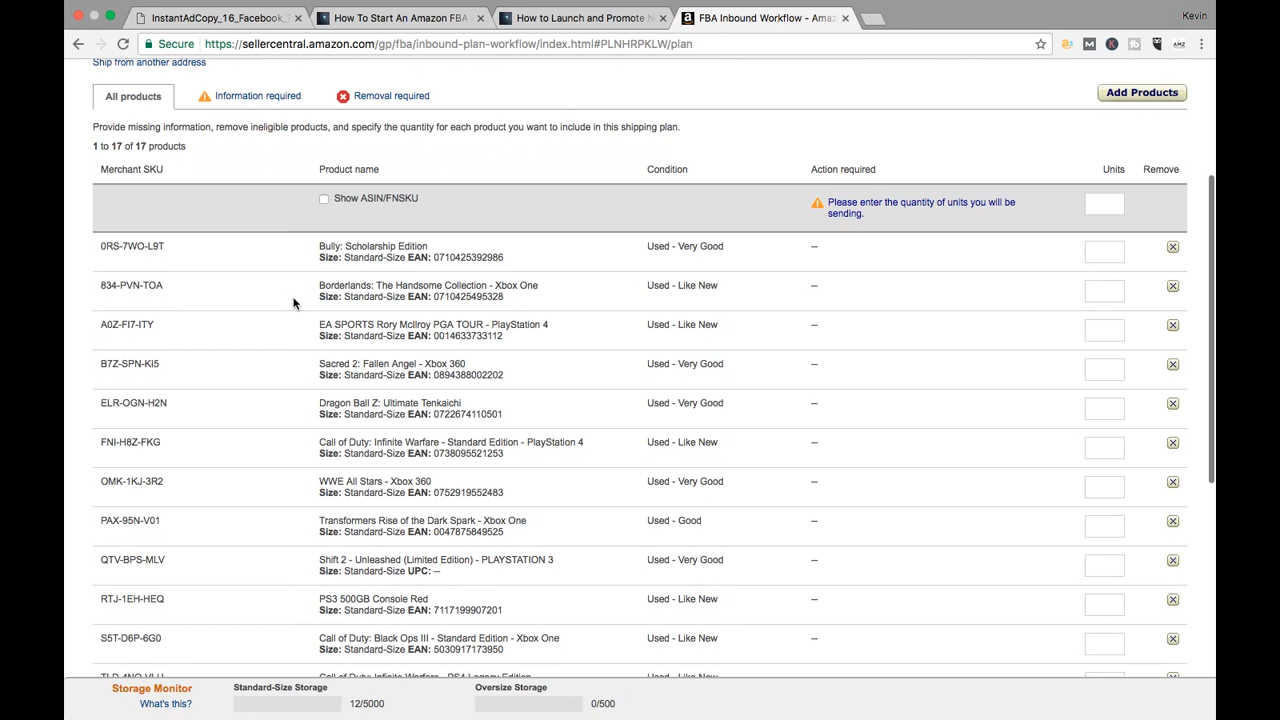 InstantAdCopy_16_Facebook_
How To Start An Amazon FBA
How to Launch and Promote N
FBA Inbound Workflow - Amaz
Kevin
Secure
https://sellercentral.amazon.com/gp/fba/inbound-plan-workflow/index.html#PLNHRPKLW/plan
Ship from another address
All products
Information required
Removal required
Add Products
Provide missing information, remove ineligible products, and specify the quantity for each product you want to include in this shipping plan.
1 to 17 of 17 products
Merchant SKU Product name Condition Action required Units Remove
Show ASIN/FNSKU
Please enter the quantity of units you will be
sending.
0RS-7WO-L9T Bully: Scholarship Edition Used - Very Good --
Size: Standard-Size EAN: 0710425392986
834-PVN-TOA Borderlands: The Handsome Collection - Xbox One Used - Like New --
Size: Standard-Size EAN: 0710425495328
A0Z-FI7-ITY EA SPORTS Rory McIlroy PGA TOUR - PlayStation 4 Used - Like New --
Size: Standard-Size EAN: 0014633733112
B7Z-SPN-KI5 Sacred 2: Fallen Angel - Xbox 360 Used - Very Good --
Size: Standard-Size EAN: 0894388002202
ELR-OGN-H2N Dragon Ball Z: Ultimate Tenkaichi Used - Very Good --
Size: Standard-Size EAN: 0722674110501
FNI-H8Z-FKG Call of Duty: Infinite Warfare - Standard Edition - PlayStation 4 Used - Like New --
Size: Standard-Size EAN: 0738095521253
OMK-1KJ-3R2 WWE All Stars - Xbox 360 Used - Very Good --
Size: Standard-Size EAN: 0752919552483
PAX-95N-V01 Transformers Rise of the Dark Spark - Xbox One Used - Good --
Size: Standard-Size EAN: 0047875849525
QTV-BPS-MLV Shift 2 - Unleashed (Limited Edition) - PLAYSTATION 3 Used - Very Good --
Size: Standard-Size UPC: --
RTJ-1EH-HEQ PS3 500GB Console Red Used - Like New --
Size: Standard-Size EAN: 7117199907201
S5T-D6P-6G0 Call of Duty: Black Ops III - Standard Edition - Xbox One Used - Like New --
Size: Standard-Size EAN: 5030917173950
Call of Duty: Infinite Warfare - PS4 Legacy Edition
Storage Monitor Standard-Size Storage Oversize Storage
What's this? 12/5000 0/500